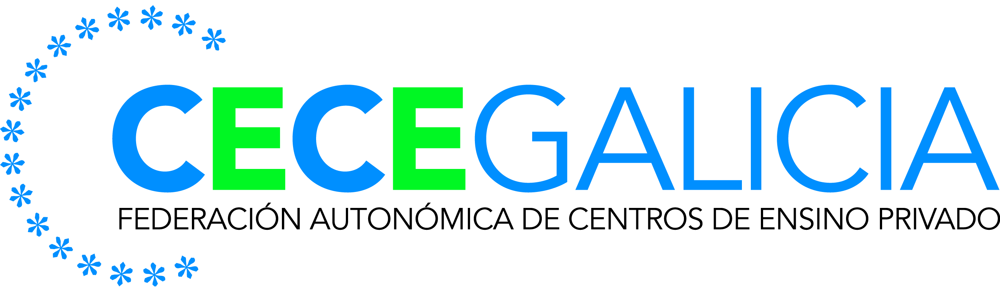 CECEGALICIA
FEDERACIÓN AUTONÓMICA DE CENTROS DE ENSINO PRIVADO